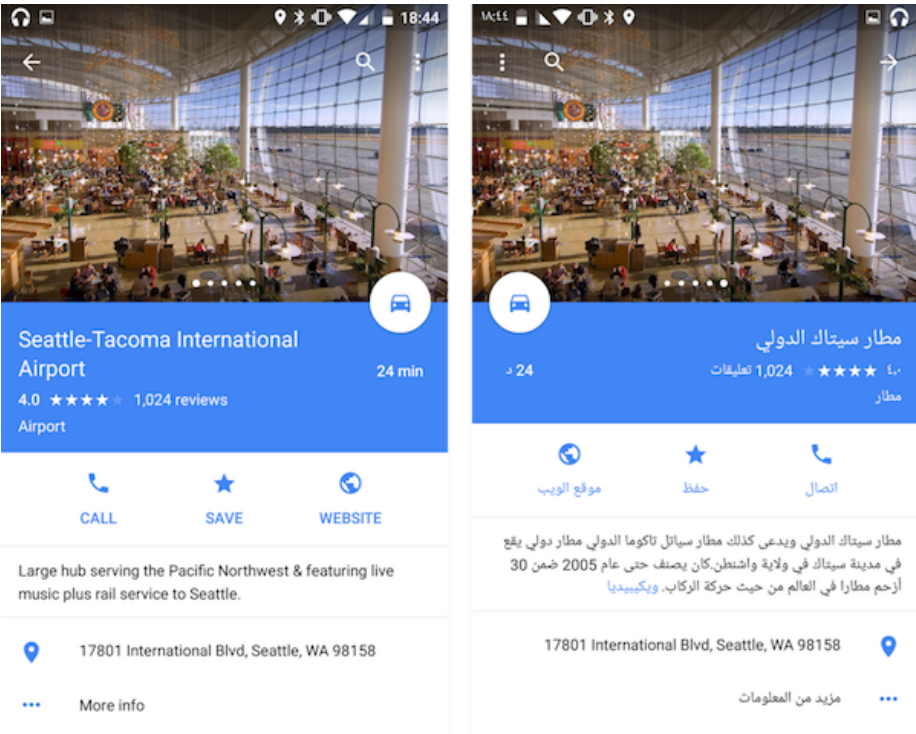 18:44
Seattle-Tacoma International
Airport
24 min
4.0 1,024 reviews
Airport
CALL SAVE WEBSITE
Large hub serving the Pacific Northwest & featuring live
music plus rail service to Seattle.
17801 International Blvd, Seattle, WA 98158
More info
١٨:٤٤
مطار سيتاك الدولي
٤,٠ 1,024 تعليقات
24 د
مطار
اتصال حفظ موقع الويب
مطار سيتاك الدولي ويدعى كذلك مطار سياتل تاكوما الدولي مطار دولي يقع
في مدينة سيتاك في ولاية واشنطن.كان يصنف حتى عام 2005 ضمن 30
أزحم مطارا في العالم من حيث حركة الركاب. ويكيبيديا
17801 International Blvd, Seattle, WA 98158
مزيد من المعلومات